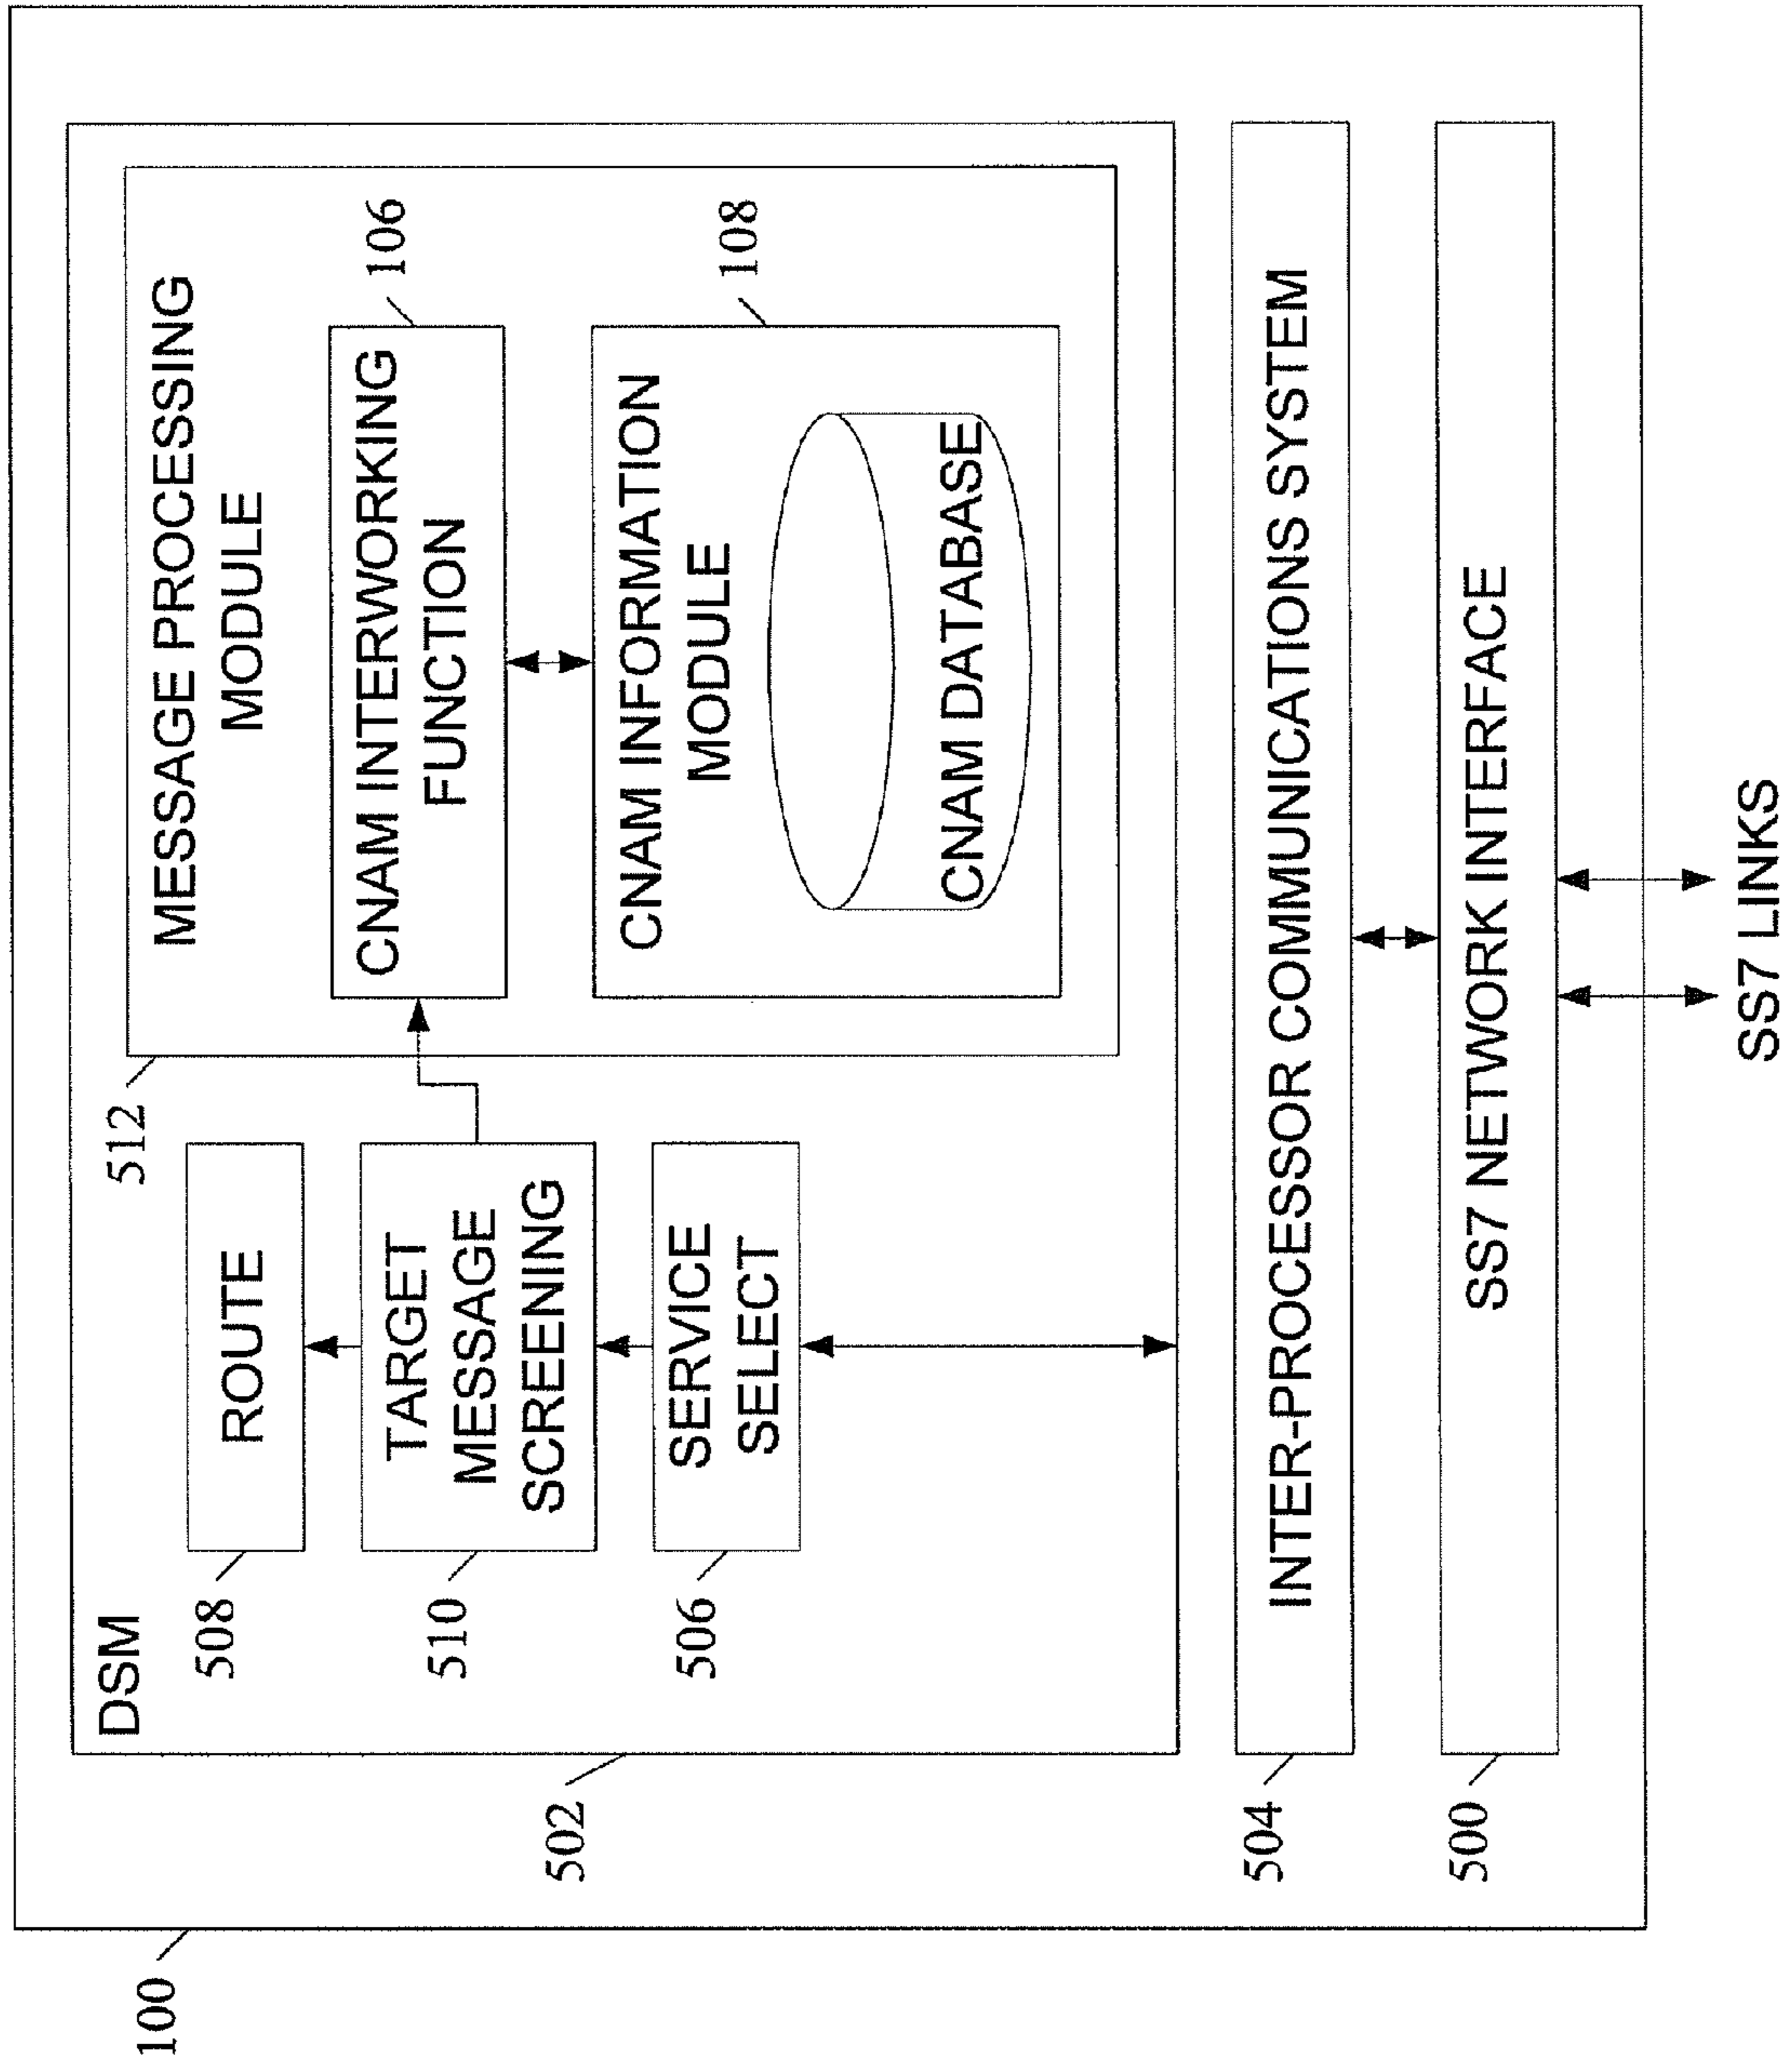 100
DSM
502
508
ROUTE
510
TARGET
MESSAGE
SCREENING
506
SERVICE
SELECT
512
MESSAGE PROCESSING
MODULE
CNAM INTERWORKING
FUNCTION
106
CNAM INFORMATION
MODULE
108
CNAM DATABASE
504
INTER-PROCESSOR COMMUNICATIONS SYSTEM
500
SS7 NETWORK INTERFACE
SS7 LINKS